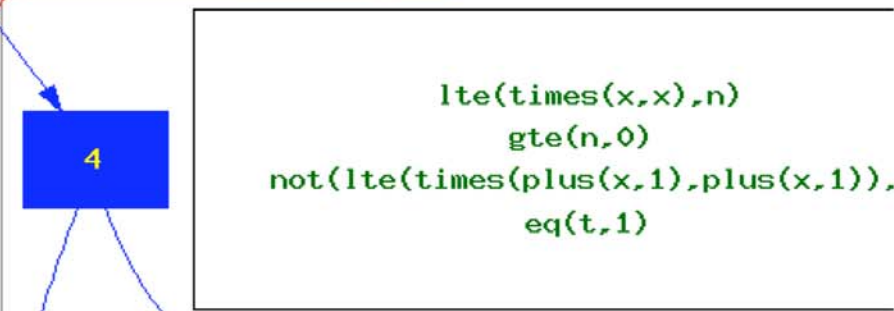 4
lte(times(x,x),n)
gte(n,0)
not(lte(times(plus(x,1),plus(x,1)),
eq(t,1)